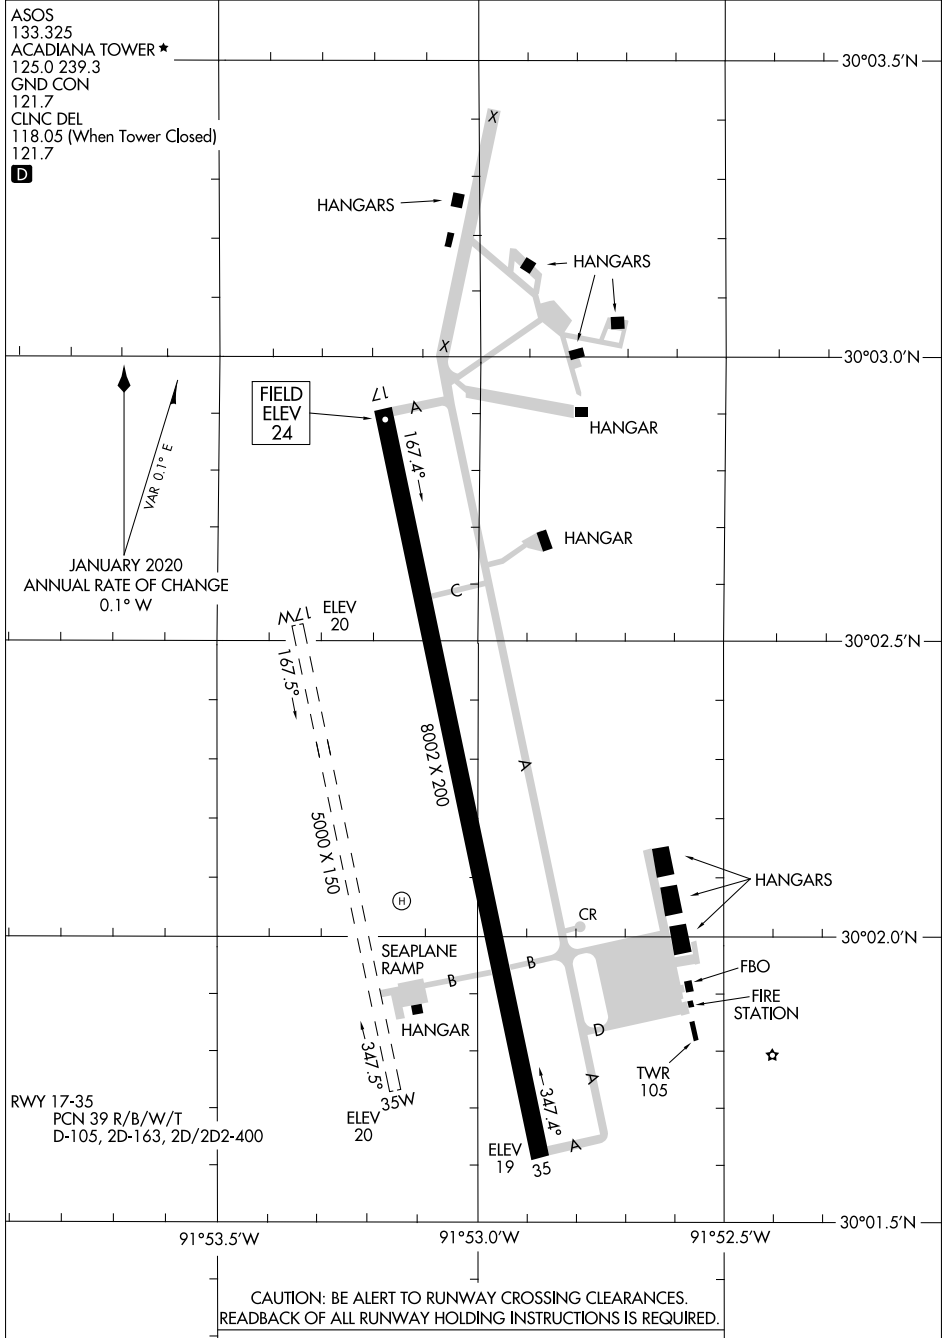 ASOS
133.325
ACADIANA TOWER ★
125.0 239.3
GND CON
121.7
CLNC DEL
118.05 (When Tower Closed)
121.7
D
30°03.5'N
X
HANGARS
HANGARS
X
30°03.0'N
FIELD
ELEV
24
17
A
167.4°
HANGAR
VAR 0.1° E
JANUARY 2020
ANNUAL RATE OF CHANGE
0.1° W
HANGAR
C
17W
ELEV
20
167.5°
30°02.5'N
8002 X 200
A
5000 X 150
H
HANGARS
CR
30°02.0'N
SEAPLANE
RAMP
B
B
FBO
FIRE
STATION
HANGAR
D
TWR
105
347.5°
35W
ELEV
20
A
347.4°
RWY 17-35
PCN 39 R/B/W/T
D-105, 2D-163, 2D/2D2-400
ELEV
19
35
A
30°01.5'N
91°53.5'W
91°53.0'W
91°52.5'W
CAUTION: BE ALERT TO RUNWAY CROSSING CLEARANCES.
READBACK OF ALL RUNWAY HOLDING INSTRUCTIONS IS REQUIRED.